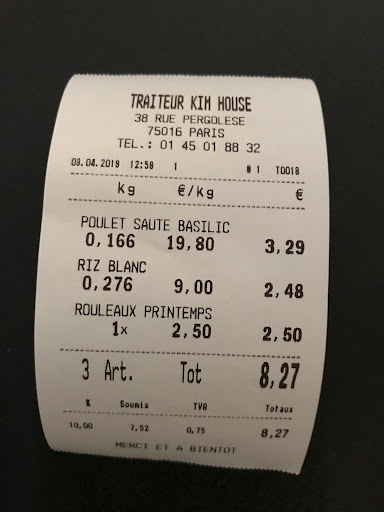 TRAITEUR KIM HOUSE
38 RUE PERGOLESE
75016 PARIS
TEL.: 01 45 01 88 32
08.04.2019 12:58 1 #1 T0018
kg €/kg €
POULET SAUTE BASILIC
0,166 19,80 3,29
RIZ BLANC
0,276 9,00 2,48
ROULEAUX PRINTEMPS
1x 2,50 2,50
3 Art. Tot 8,27
% Soumis TVA Totaux
10,00 7,52 0,75 8,27
MERCI ET A BIENTOT